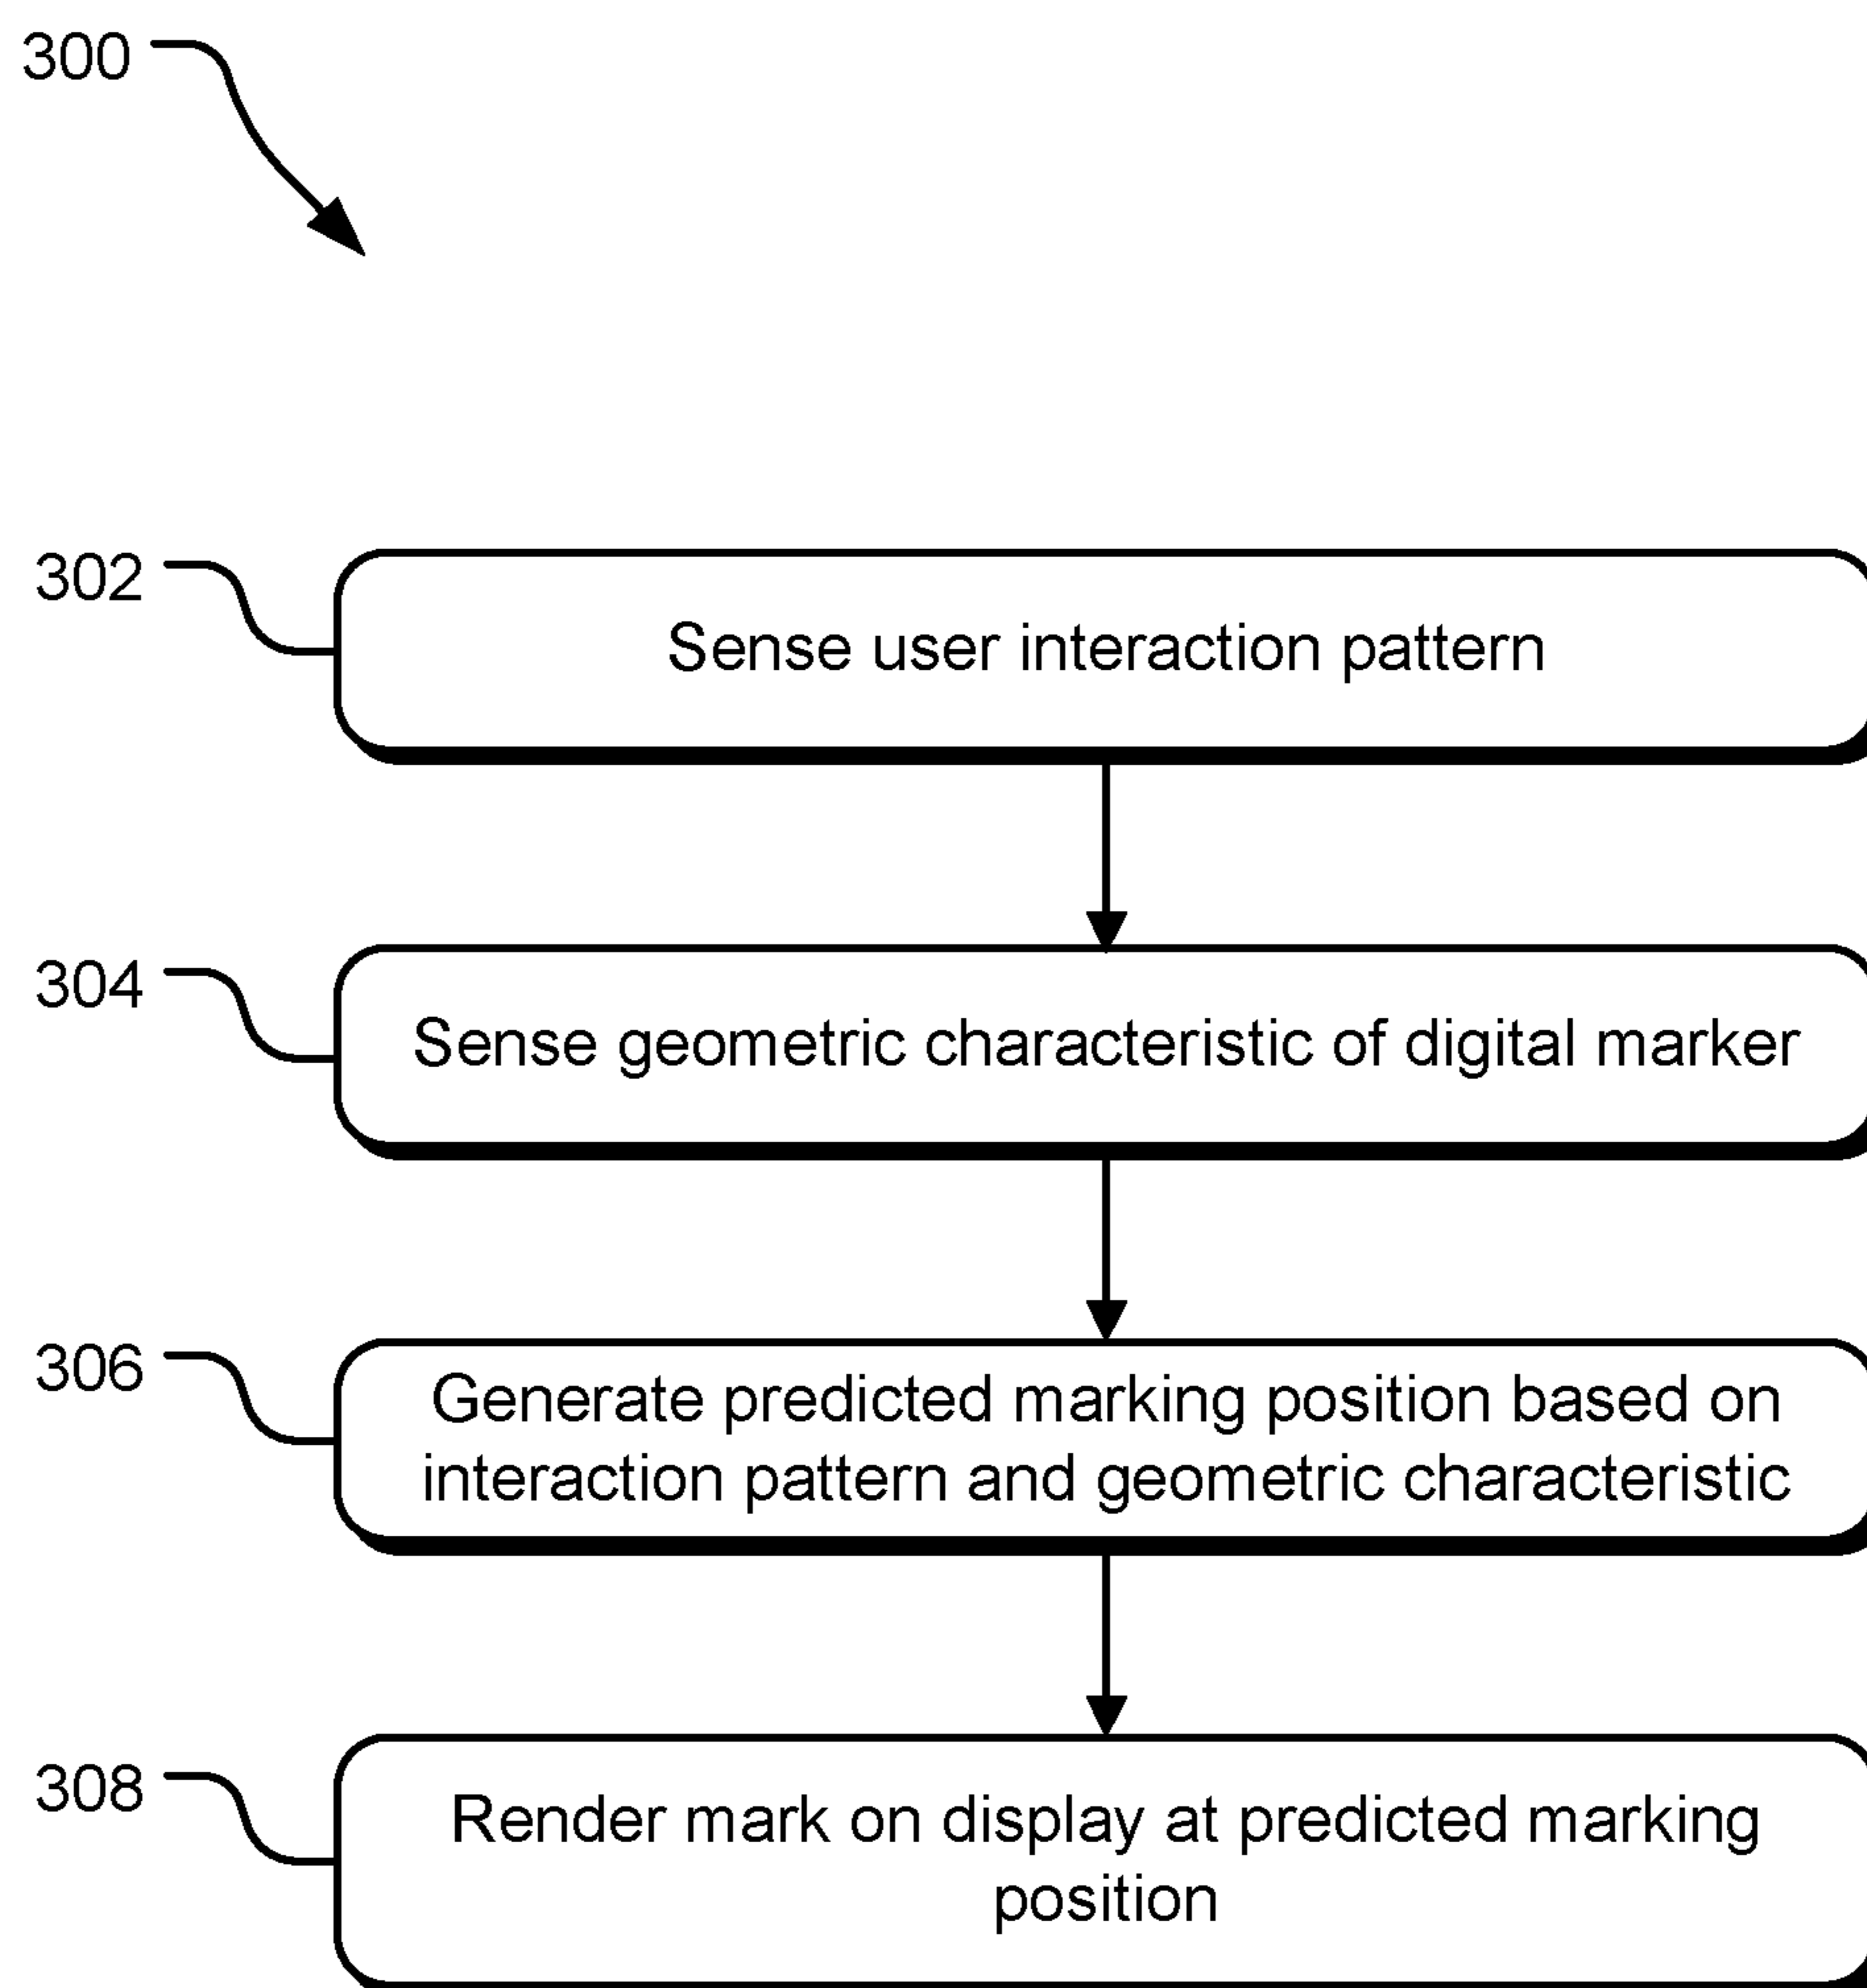 300
302
Sense user interaction pattern
304
Sense geometric characteristic of digital marker
306
Generate predicted marking position based on
interaction pattern and geometric characteristic
308
Render mark on display at predicted marking
position